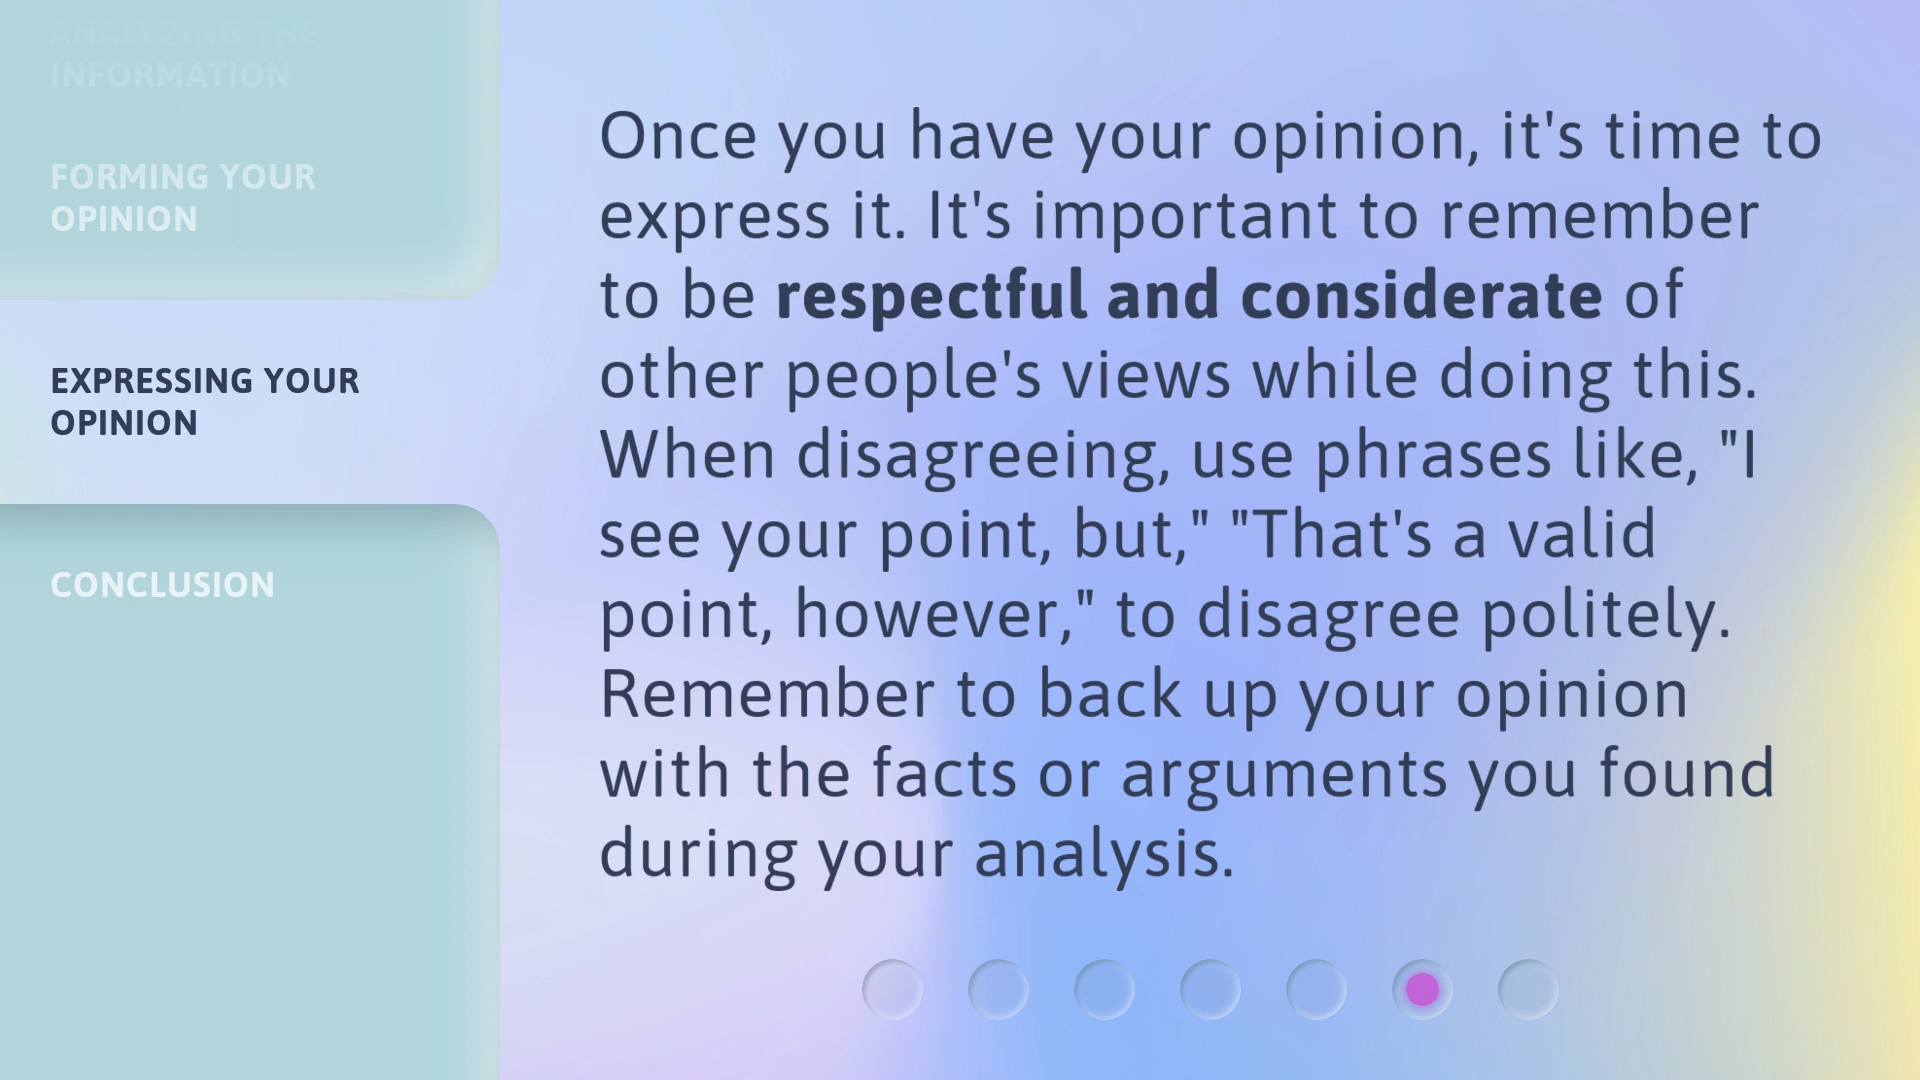 ANALYZING THE
INFORMATION
FORMING YOUR
OPINION
EXPRESSING YOUR
OPINION
CONCLUSION
Once you have your opinion, it's time to
express it. It's important to remember
to be respectful and considerate of
other people's views while doing this.
When disagreeing, use phrases like, "I
see your point, but," "That's a valid
point, however," to disagree politely.
Remember to back up your opinion
with the facts or arguments you found
during your analysis.